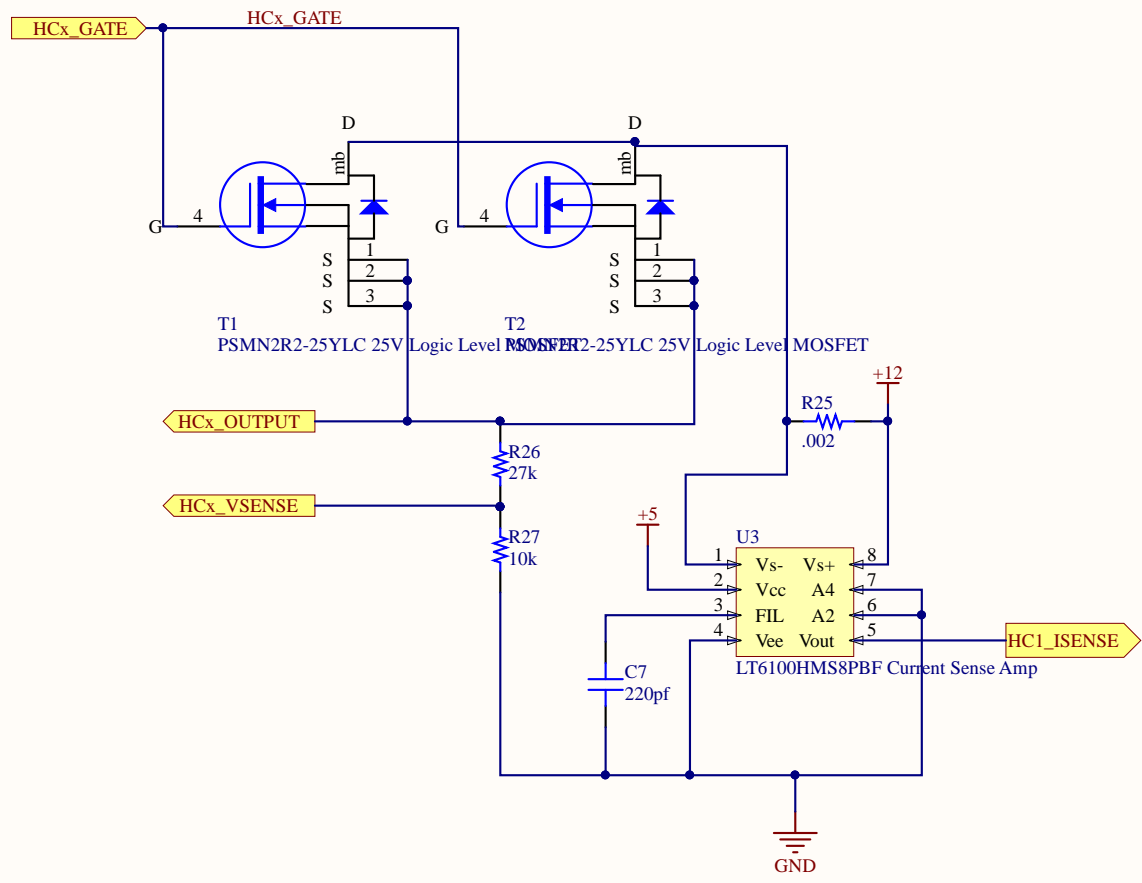 HCx_GATE
HCx_GATE
D
D
mb
mb
G
4
G
4
S
1
S
2
S
3
S
1
S
2
S
3
T1
PSMN2R2-25YLC 25V Logic Level MOSFET
T2
PSMN2R2-25YLC 25V Logic Level MOSFET
+12
R25
.002
HCx_OUTPUT
R26
27k
HCx_VSENSE
+5
R27
10k
U3
1 Vs- Vs+ 8
2 Vcc A4 7
3 FIL A2 6
4 Vee Vout 5
HC1_ISENSE
LT6100HMS8PBF Current Sense Amp
C7
220pf
GND